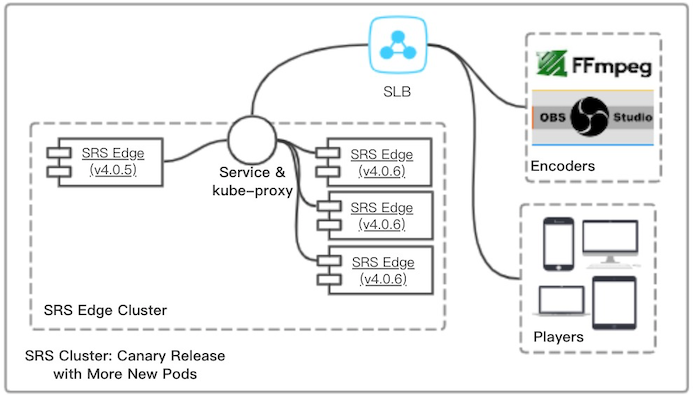 SLB
FFmpeg
OBS Studio
Encoders
SRS Edge
(v4.0.5)
Service &
kube-proxy
SRS Edge
(v4.0.6)
SRS Edge
(v4.0.6)
SRS Edge
(v4.0.6)
SRS Edge Cluster
Players
SRS Cluster: Canary Release
with More New Pods